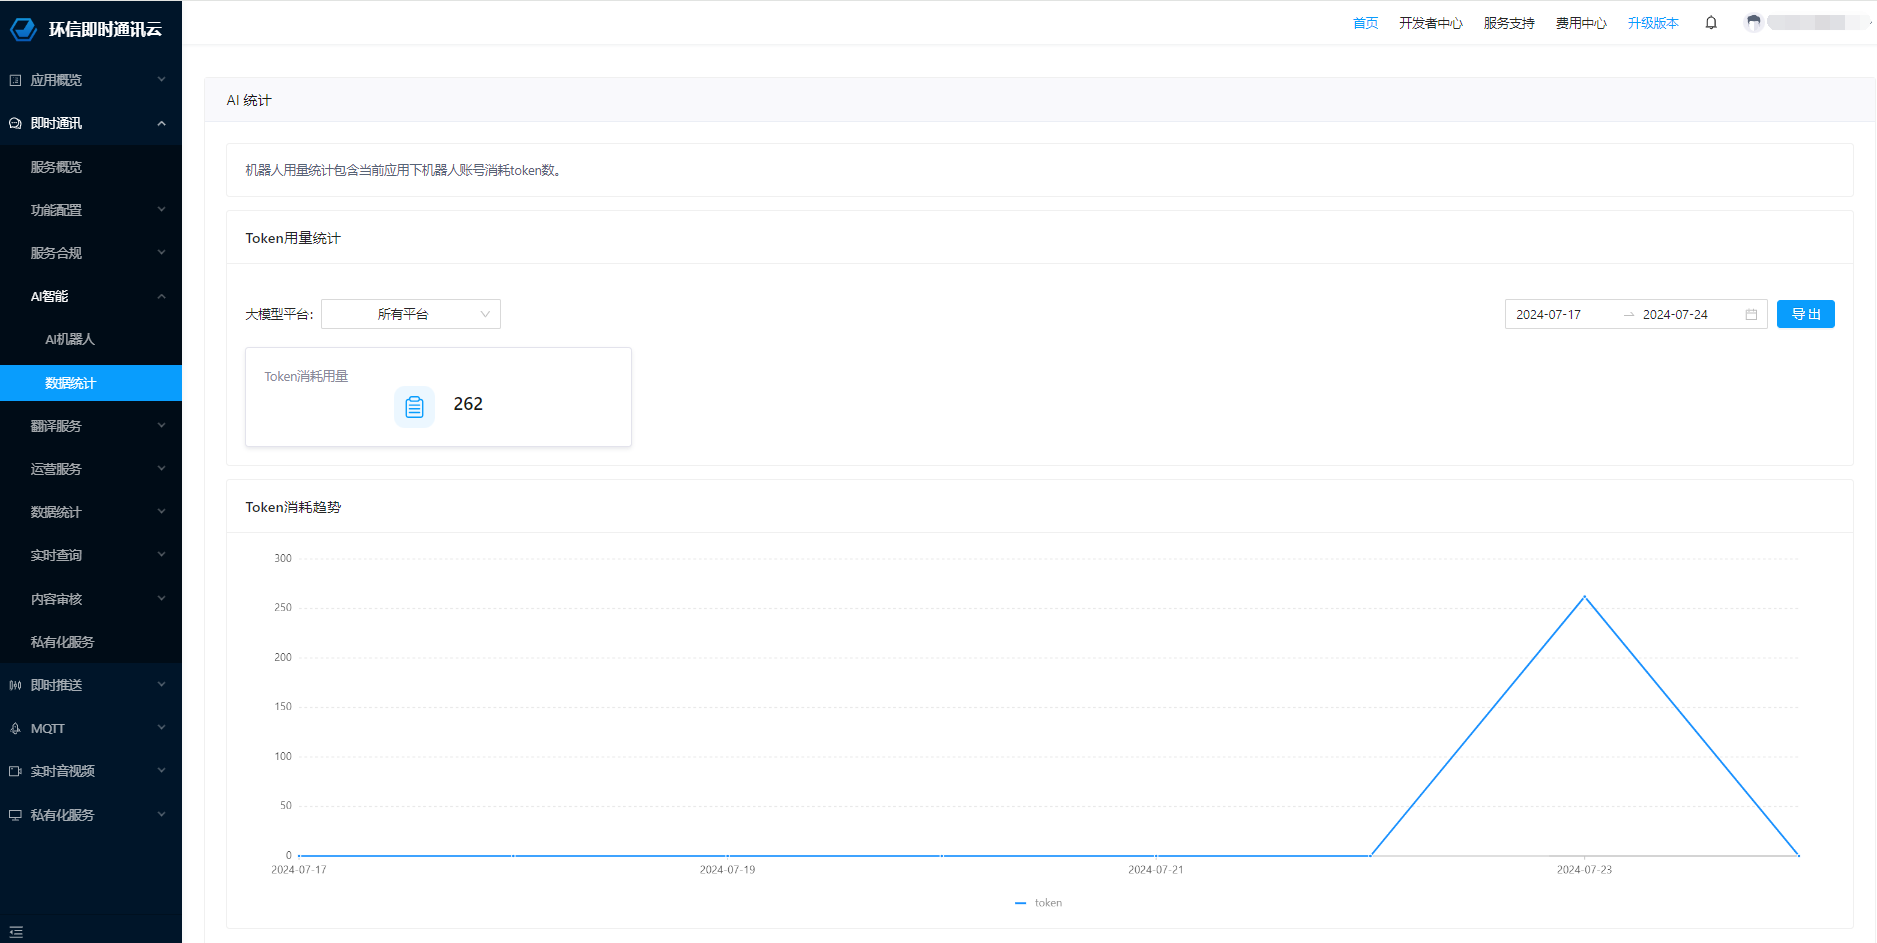 环信即时通讯云
首页 开发者中心 服务支持 费用中心 升级版本
应用概览
即时通讯
服务概览
功能配置
服务合规
AI智能
AI机器人
数据统计
翻译服务
运营服务
数据统计
实时查询
内容审核
私有化服务
即时推送
MQTT
实时音视频
私有化服务
AI 统计
机器人用量统计包含当前应用下机器人账号消耗token数。
Token用量统计
大模型平台: 所有平台
2024-07-17 → 2024-07-24 导出
Token消耗用量
262
Token消耗趋势
300
250
200
150
100
50
0
2024-07-17 2024-07-19 2024-07-21 2024-07-23
token